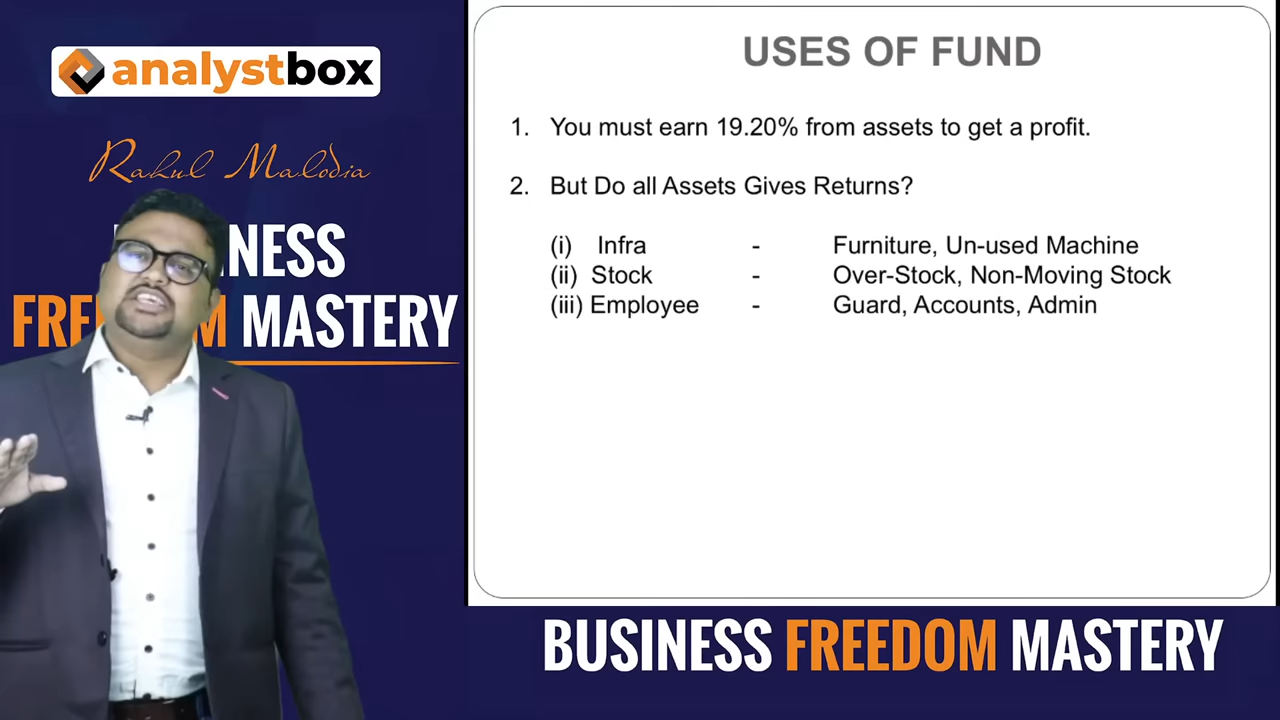 analystbox
Rahul Malodia
NESS
FREEDOM MASTERY
USES OF FUND
1. You must earn 19.20% from assets to get a profit.
2. But Do all Assets Gives Returns?
(i) Infra - Furniture, Un-used Machine
(ii) Stock - Over-Stock, Non-Moving Stock
(iii) Employee - Guard, Accounts, Admin
BUSINESS FREEDOM MASTERY